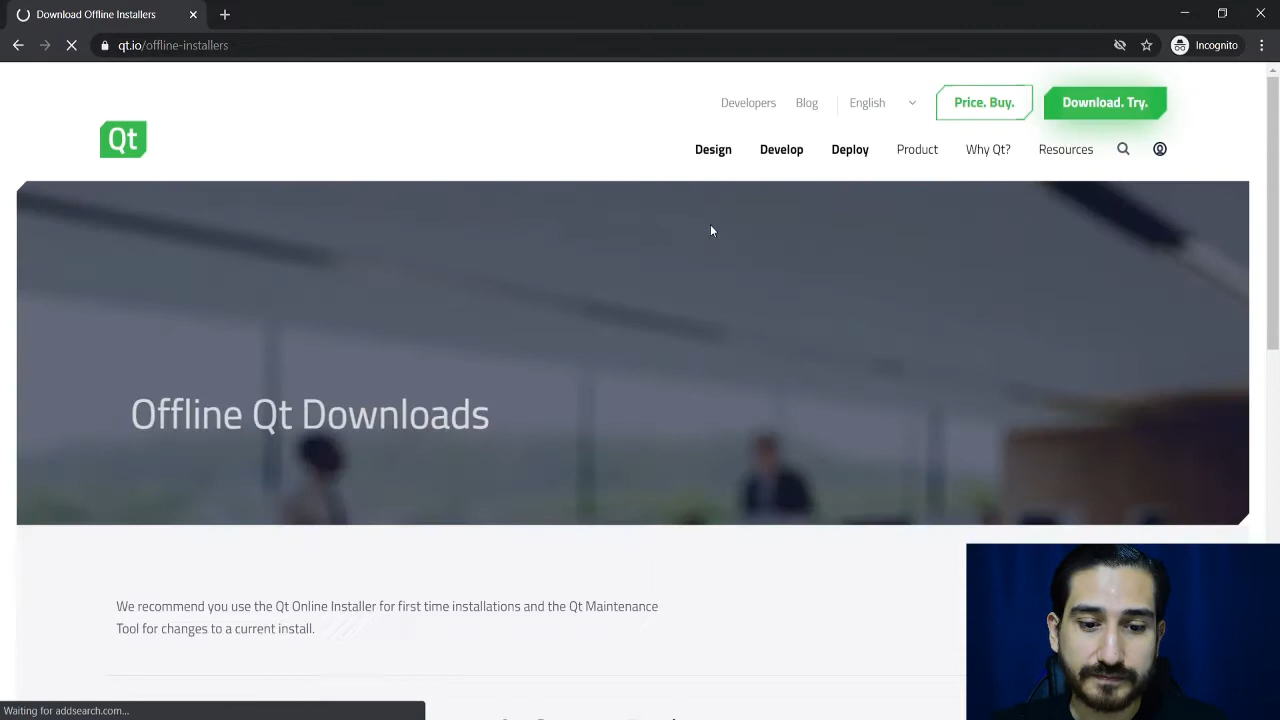 Download Offline Installers
qt.io/offline-installers
Incognito
Developers
Blog
English
Price. Buy.
Download. Try.
Qt
Design
Develop
Deploy
Product
Why Qt?
Resources
Offline Qt Downloads
We recommend you use the Qt Online Installer for first time installations and the Qt Maintenance
Tool for changes to a current install.
Waiting for addsearch.com...